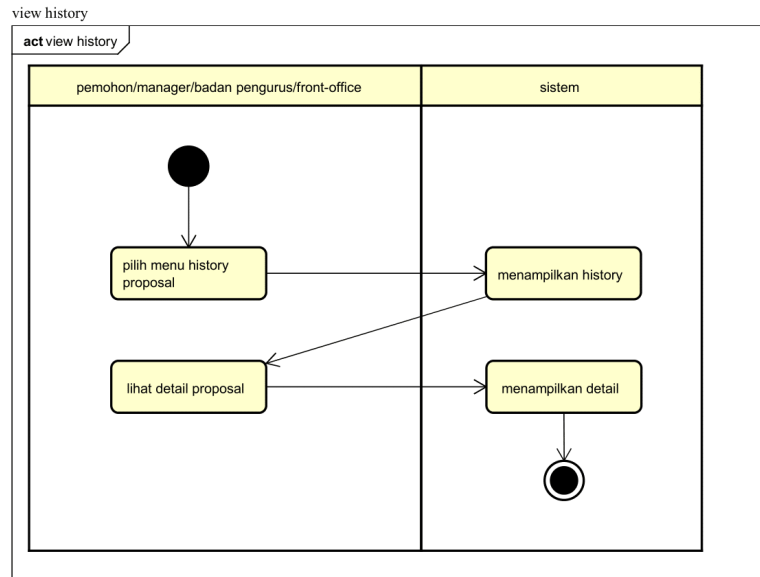 view history
act view history
pemohon/manager/badan pengurus/front-office
sistem
pilih menu history
proposal
menampilkan history
lihat detail proposal
menampilkan detail